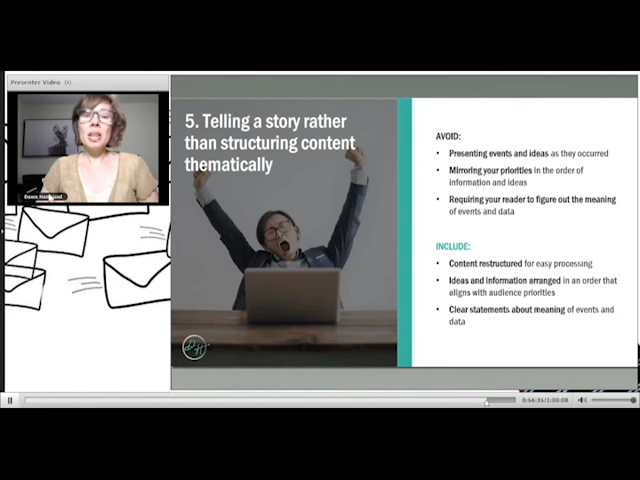 Presenter Video (1)
5. Telling a story rather
than structuring content
thematically
AVOID:
• Presenting events and ideas as they occurred
• Mirroring your priorities in the order of
information and ideas
• Requiring your reader to figure out the meaning
of events and data
INCLUDE:
• Content restructured for easy processing
• Ideas and information arranged in an order that
aligns with audience priorities
• Clear statements about meaning of events and
data
Dawn
0:56:35/1:00:08